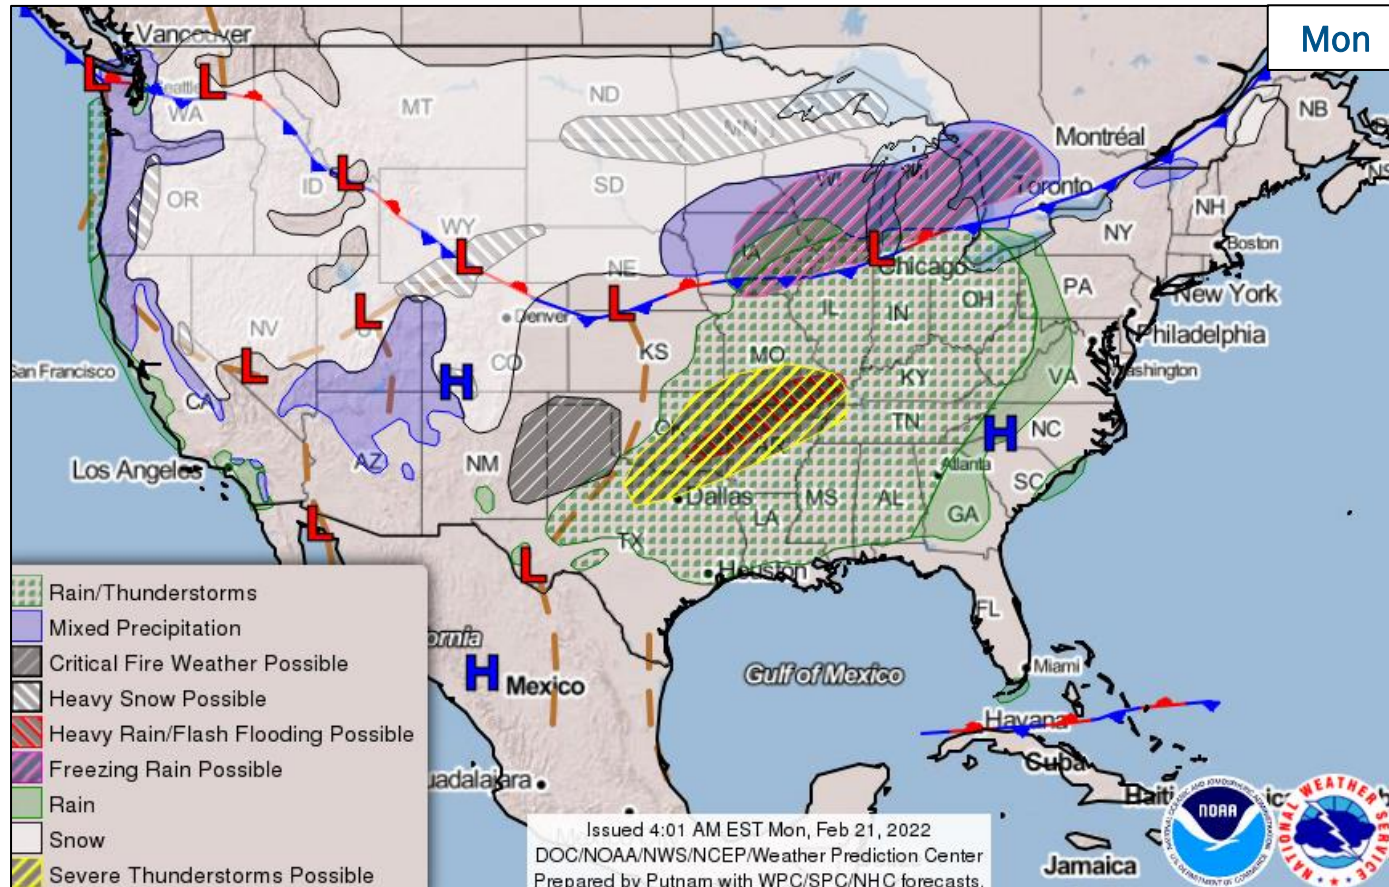 Mon
Vancouver
Seattle
WA
MT
ND
MN
Montréal
NB
NS
OR
ID
SD
WI
MI
Toronto
NH
WY
IA
NY
Boston
NE
Chicago
PA
New York
NV
Denver
IL
IN
OH
Philadelphia
San Francisco
CO
KS
MO
KY
VA
Washington
CA
OK
TN
NC
Los Angeles
AZ
NM
AR
Atlanta
SC
Dallas
MS
AL
GA
LA
TX
Houston
FL
Miami
Gulf of Mexico
Mexico
Havana
Cuba
Jamaica
L
L
L
L
L
L
L
L
L
L
H
H
H
Rain/Thunderstorms
Mixed Precipitation
Critical Fire Weather Possible
Heavy Snow Possible
Heavy Rain/Flash Flooding Possible
Freezing Rain Possible
Rain
Snow
Severe Thunderstorms Possible
ornia
uadalajara
Haiti
Issued 4:01 AM EST Mon, Feb 21, 2022
DOC/NOAA/NWS/NCEP/Weather Prediction Center
Prepared by Putnam with WPC/SPC/NHC forecasts.
NOAA
NATIONAL WEATHER SERVICE